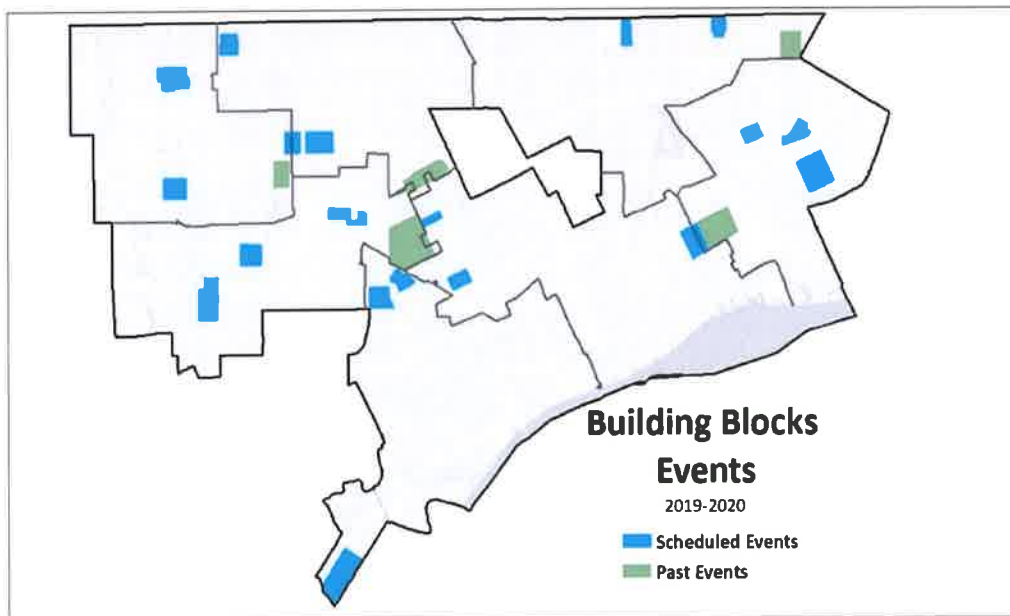 Building Blocks
Events
2019-2020
Scheduled Events
Past Events